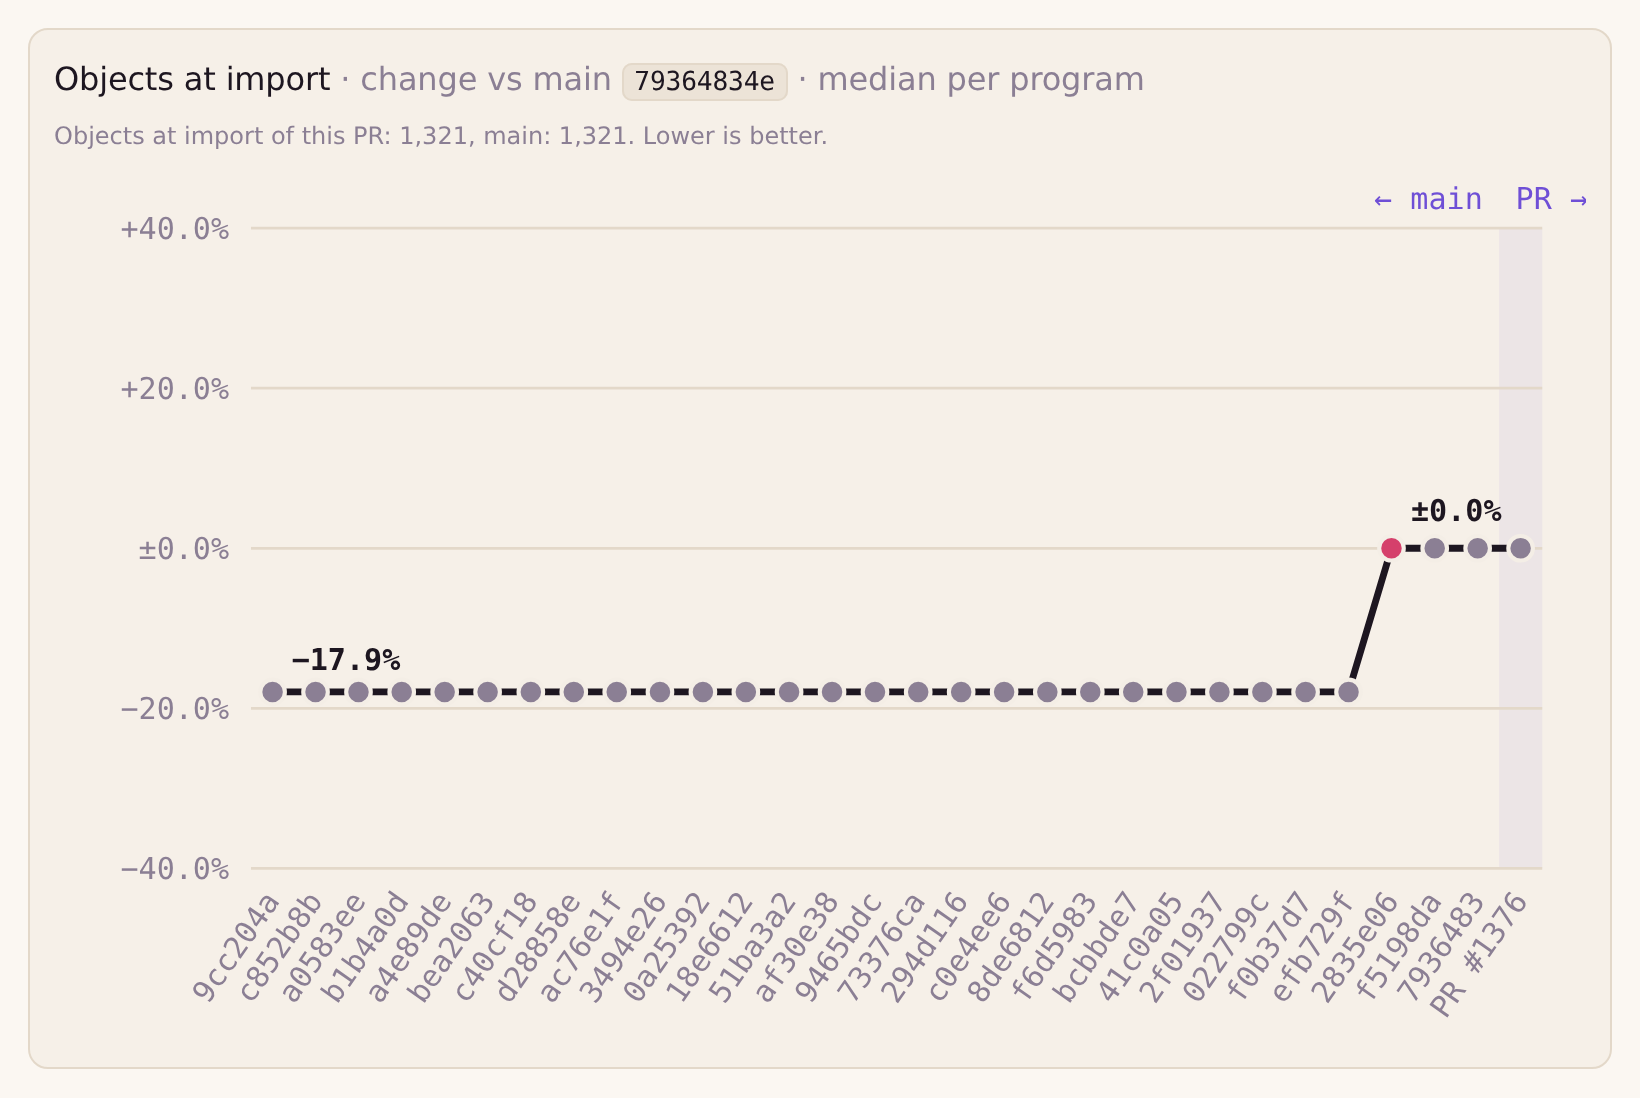 Objects at import · change vs main 79364834e · median per program
Objects at import of this PR: 1,321, main: 1,321. Lower is better.
← main PR →
+40.0%
+20.0%
±0.0%
−20.0%
−40.0%
−17.9%
±0.0%
9cc204a
c852b8b
a0583ee
b1b4a0d
a4e89de
bea2063
c40cf18
d28858e
ac76e1f
3494e26
0a25392
18e6612
51ba3a2
af30e38
9465bdc
73376ca
294d116
c0e4ee6
8de6812
f6d5983
bcbbde7
41c0a05
2f01937
022799c
f0b37d7
efb729f
2835e06
f5198da
7936483
PR #1376